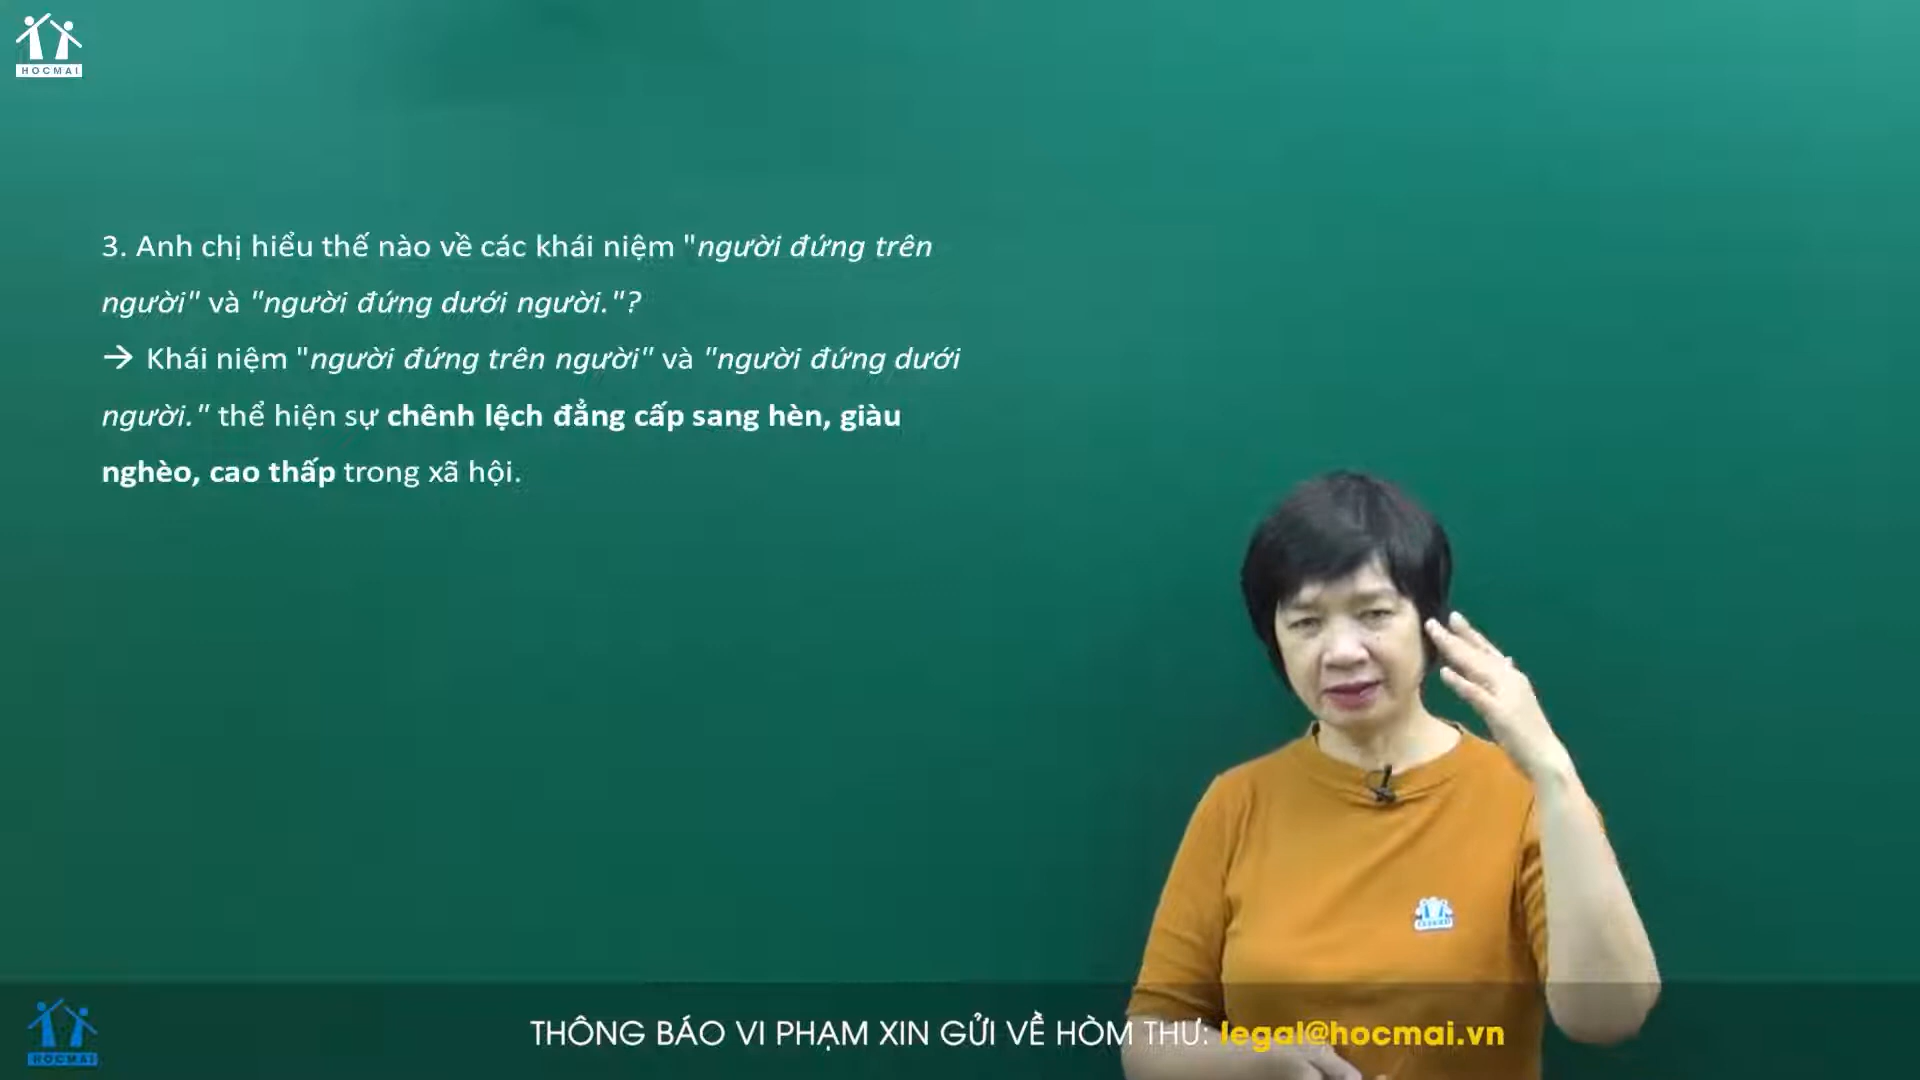 HOCMAI
3. Anh chị hiểu thế nào về các khái niệm "người đứng trên
người" và "người đứng dưới người."?
→ Khái niệm "người đứng trên người" và "người đứng dưới
người." thể hiện sự chênh lệch đẳng cấp sang hèn, giàu
nghèo, cao thấp trong xã hội.
HOCMAI
THÔNG BÁO VI PHẠM XIN GỬI VỀ HÒM THƯ: legal@hocmai.vn